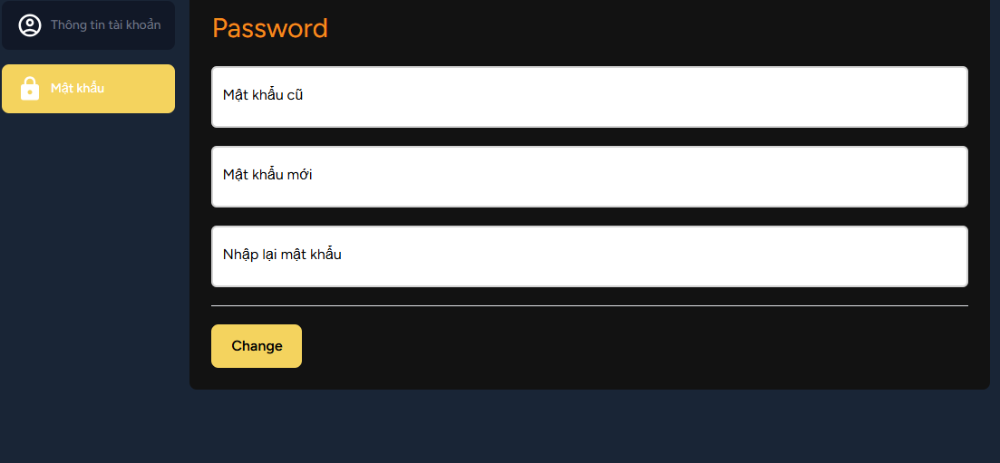 Thông tin tài khoản
Mật khẩu
Password
Mật khẩu cũ
Mật khẩu mới
Nhập lại mật khẩu
Change